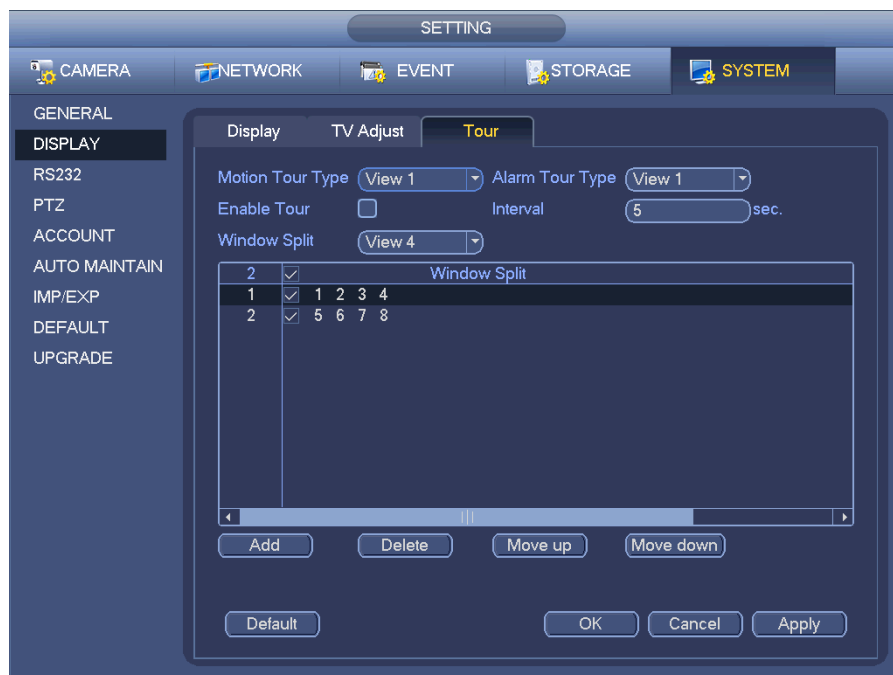 SETTING
CAMERA NETWORK EVENT STORAGE SYSTEM
GENERAL
DISPLAY
RS232
PTZ
ACCOUNT
AUTO MAINTAIN
IMP/EXP
DEFAULT
UPGRADE
Display TV Adjust Tour
Motion Tour Type View 1 Alarm Tour Type View 1
Enable Tour Interval 5 sec.
Window Split View 4
2 Window Split
1 1 2 3 4
2 5 6 7 8
Add Delete Move up Move down
Default OK Cancel Apply